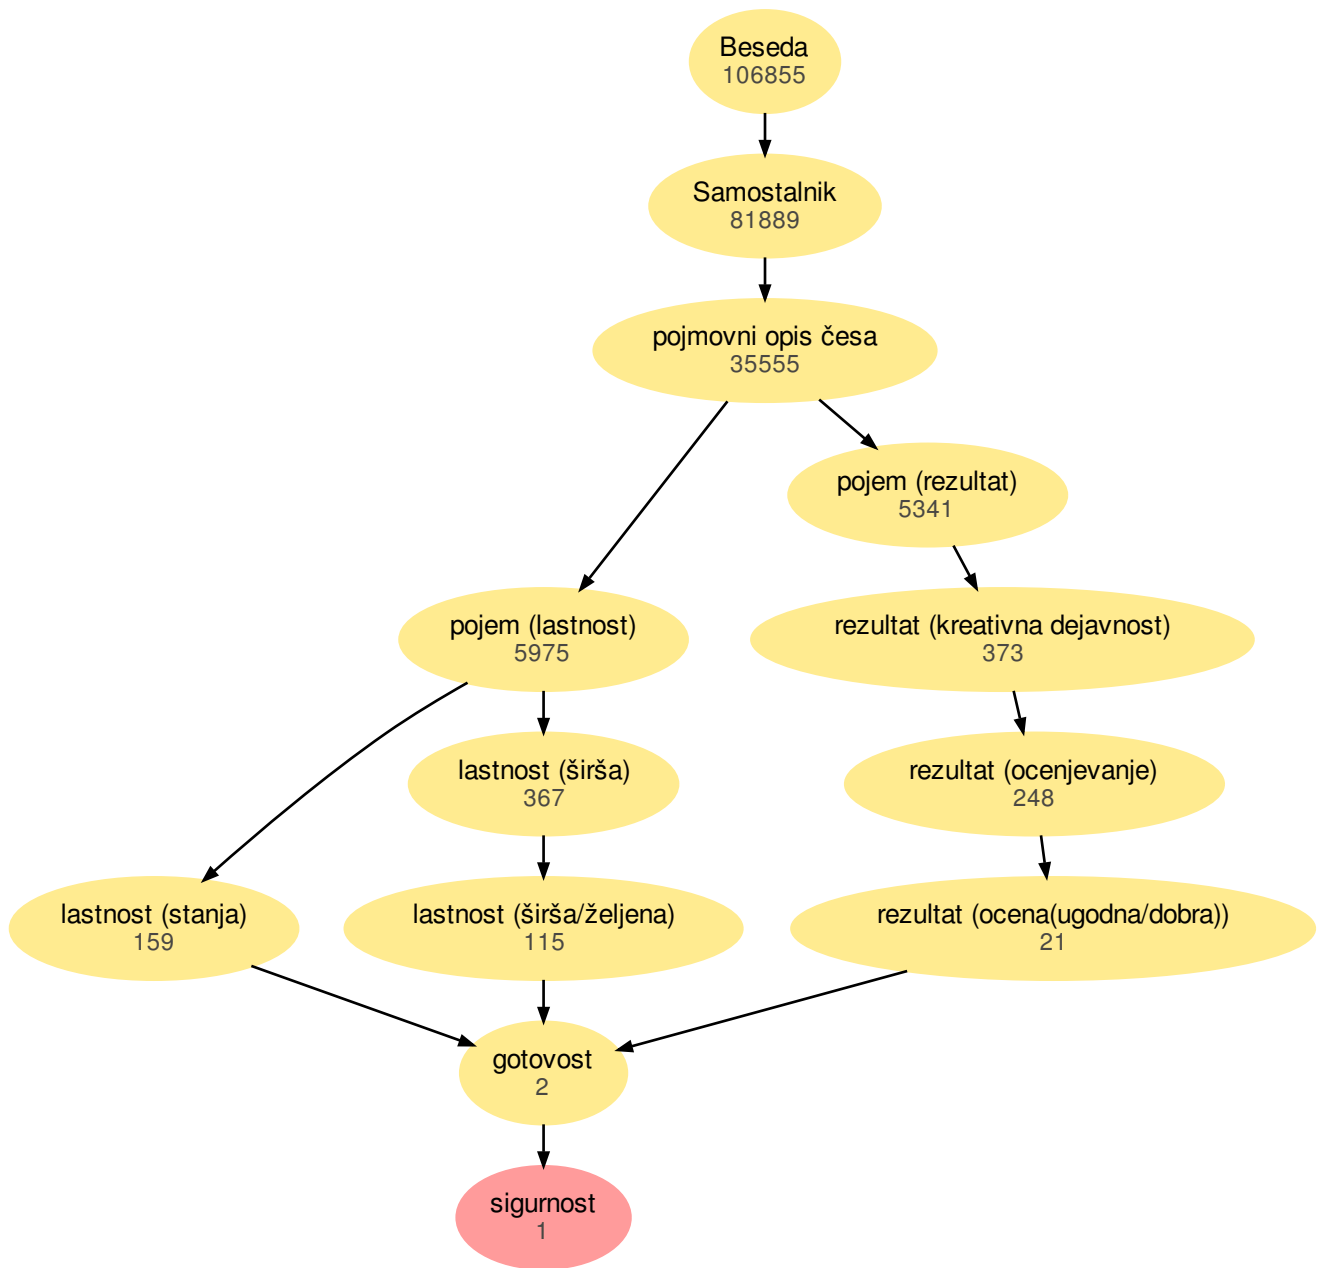 Beseda
106855
Samostalnik
81889
pojmovni opis česa
35555
pojem (rezultat)
5341
pojem (lastnost)
5975
rezultat (kreativna dejavnost)
373
lastnost (širša)
367
rezultat (ocenjevanje)
248
lastnost (stanja)
159
lastnost (širša/željena)
115
rezultat (ocena(ugodna/dobra))
21
gotovost
2
sigurnost
1